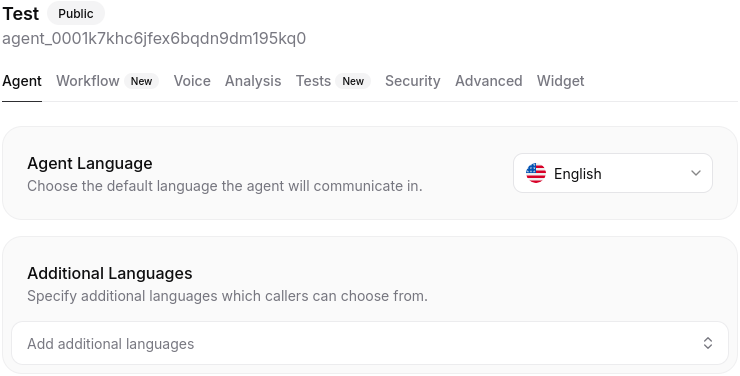 Test Public
agent_0001k7khc6jfex6bqdn9dm195kq0
Agent Workflow New Voice Analysis Tests New Security Advanced Widget
Agent Language
Choose the default language the agent will communicate in.
English
Additional Languages
Specify additional languages which callers can choose from.
Add additional languages